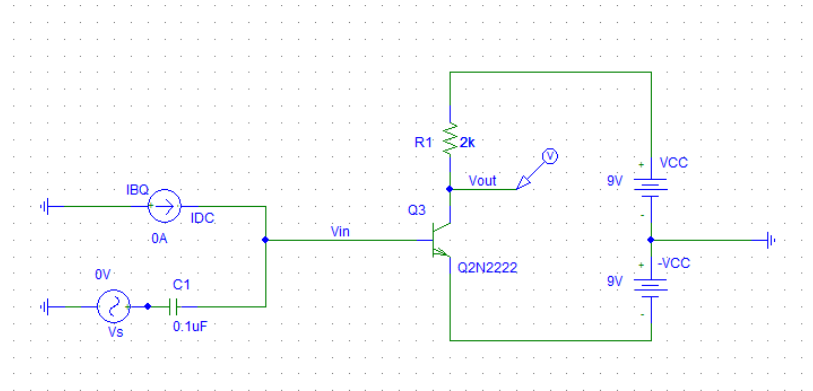 R1
2k
VCC
V
Vout
9V
+
-
IBQ
IDC
0A
Q3
Vin
Q2N2222
-VCC
9V
+
-
0V
C1
0.1uF
Vs